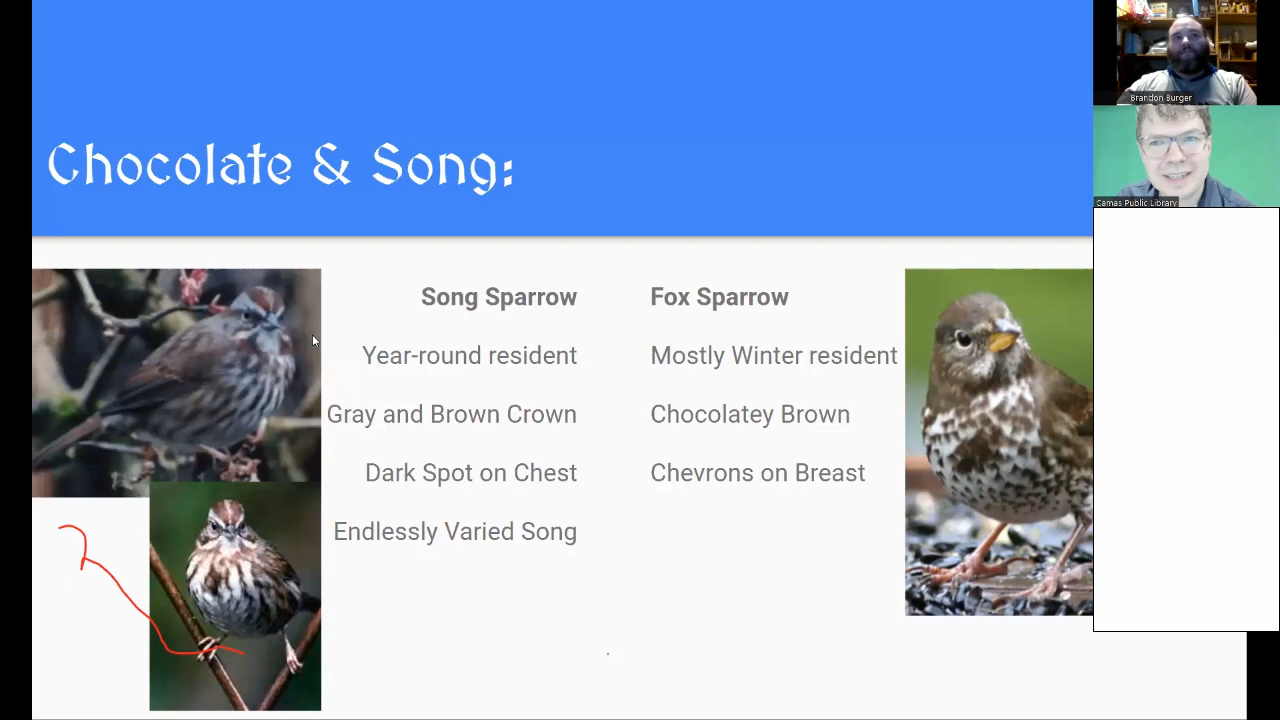 Chocolate & Song:
Brandon Burger
Camas Public Library
Song Sparrow
Year-round resident
Gray and Brown Crown
Dark Spot on Chest
Endlessly Varied Song
Fox Sparrow
Mostly Winter resident
Chocolatey Brown
Chevrons on Breast